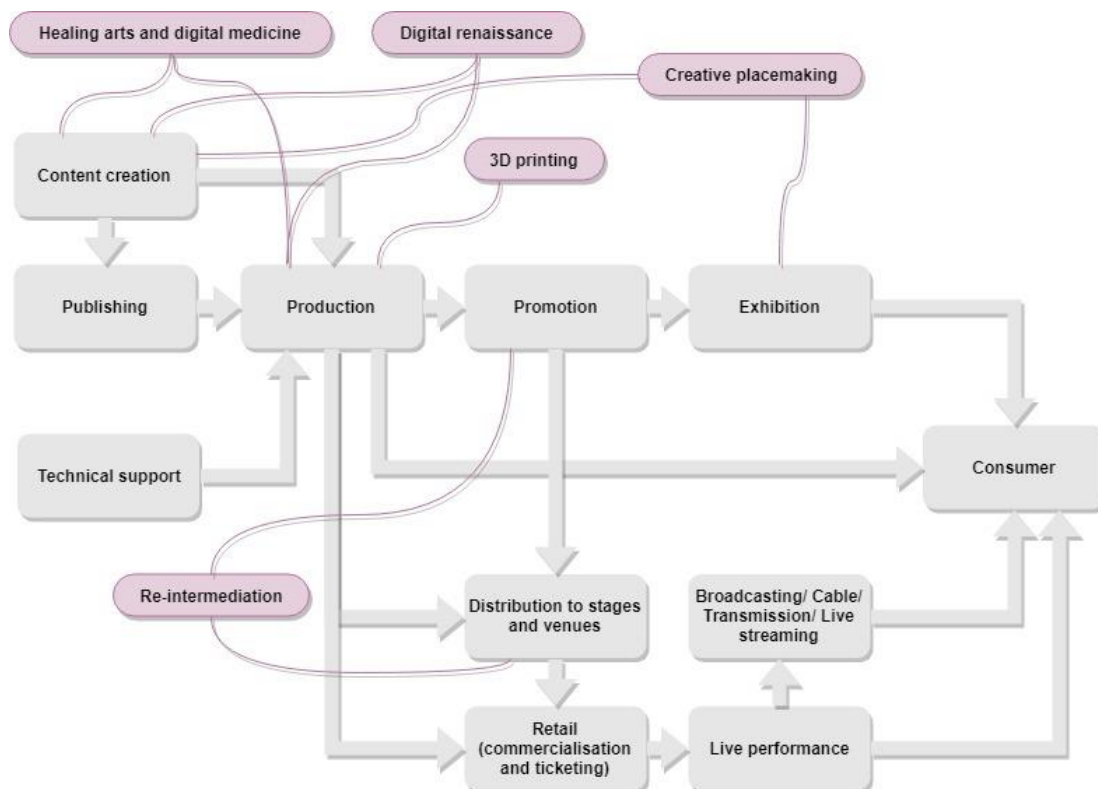 Healing arts and digital medicine
Digital renaissance
Creative placemaking
3D printing
Content creation
Publishing
Production
Promotion
Exhibition
Technical support
Consumer
Re-intermediation
Distribution to stages
and venues
Broadcasting/ Cable/
Transmission/ Live
streaming
Retail
(commercialisation
and ticketing)
Live performance